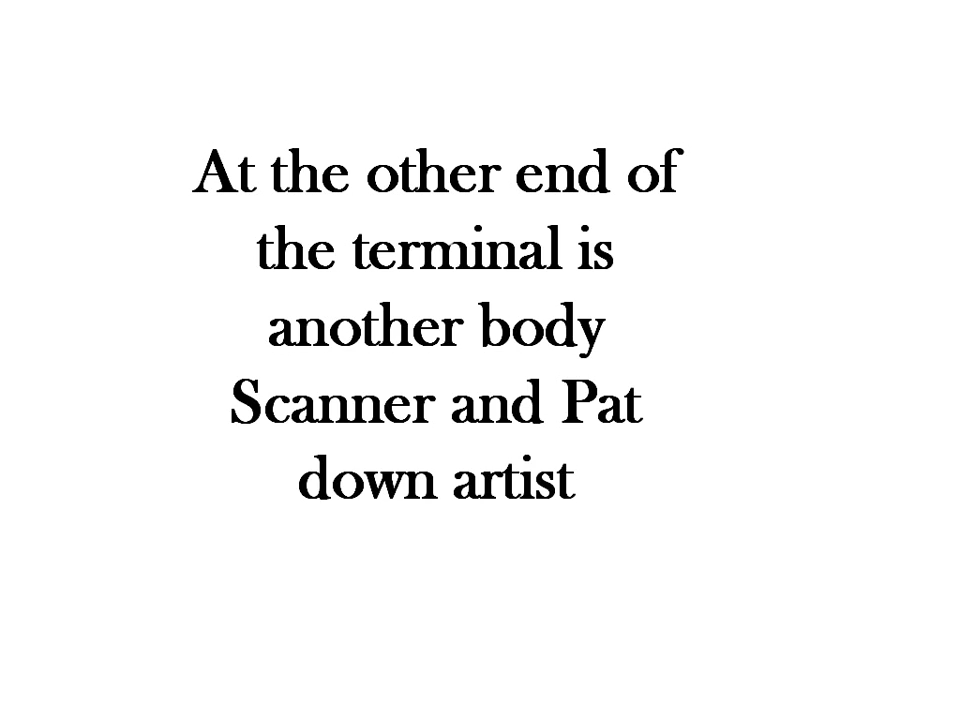 At the other end of
the terminal is
another body
Scanner and Pat
down artist